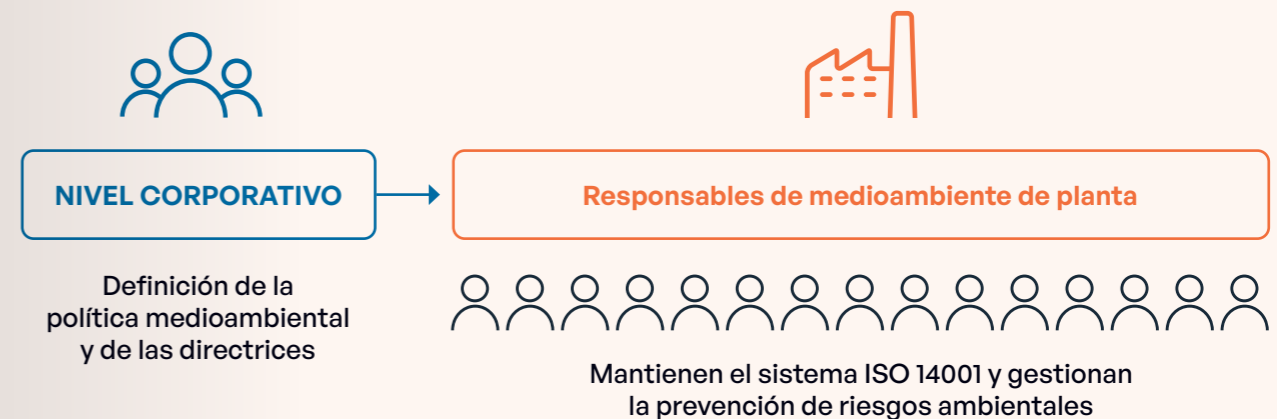 NIVEL CORPORATIVO
Definición de la
política medioambiental
y de las directrices
Responsables de medioambiente de planta
Mantienen el sistema ISO 14001 y gestionan
la prevención de riesgos ambientales